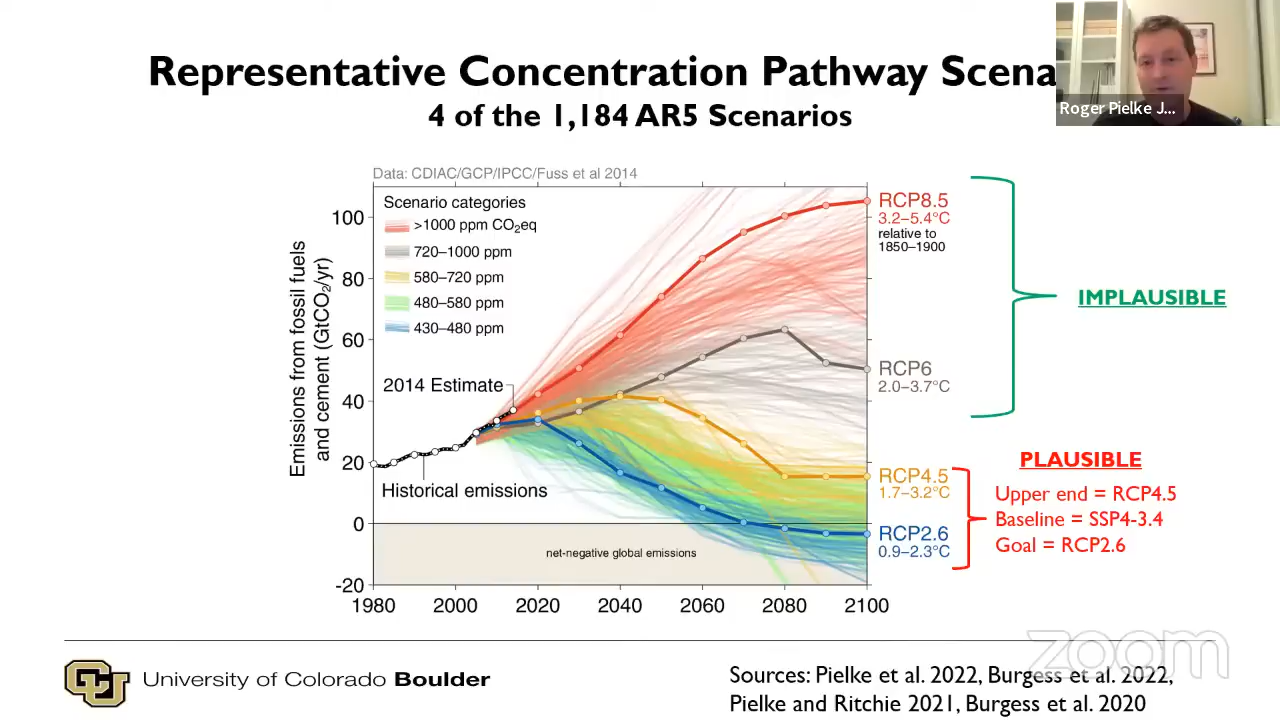 Representative Concentration Pathway Scena
4 of the 1,184 AR5 Scenarios
Roger Pielke J...
Data: CDIAC/GCP/IPCC/Fuss et al 2014
Scenario categories
>1000 ppm CO₂eq
720–1000 ppm
580–720 ppm
480–580 ppm
430–480 ppm
Emissions from fossil fuels
and cement (GtCO₂/yr)
100
80
60
40
20
0
-20
2014 Estimate
Historical emissions
net-negative global emissions
1980
2000
2020
2040
2060
2080
2100
RCP8.5
3.2–5.4°C
relative to
1850–1900
RCP6
2.0–3.7°C
RCP4.5
1.7–3.2°C
RCP2.6
0.9–2.3°C
IMPLAUSIBLE
PLAUSIBLE
Upper end = RCP4.5
Baseline = SSP4-3.4
Goal = RCP2.6
CU
University of Colorado Boulder
Sources: Pielke et al. 2022, Burgess et al. 2022,
Pielke and Ritchie 2021, Burgess et al. 2020
zoom